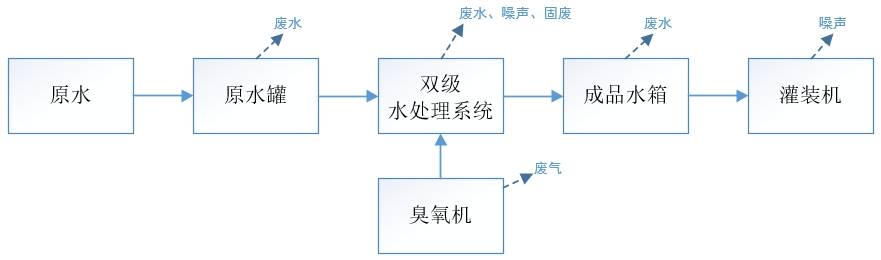 废水
废水、噪声、固废
废水
噪声
原水
原水罐
双级
水处理系统
成品水箱
灌装机
废气
臭氧机